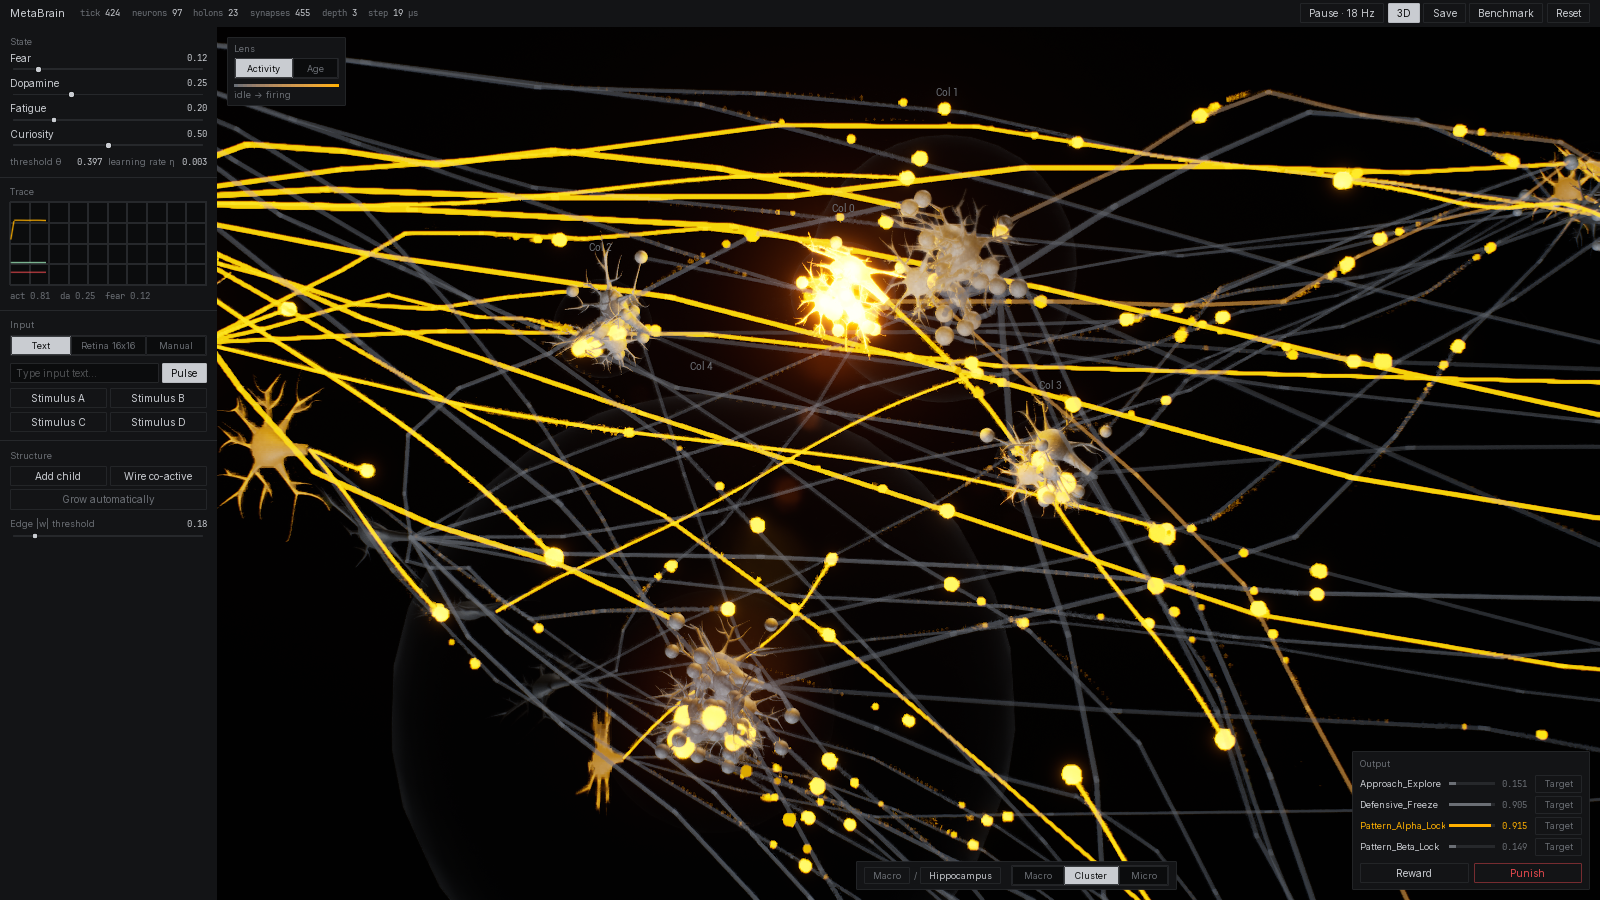 MetaBrain tick 424 neurons 97 holons 23 synapses 455 depth 3 step 19 µs Pause · 18 Hz 3D Save Benchmark Reset
State
Fear 0.12
Dopamine 0.25
Fatigue 0.20
Curiosity 0.50
threshold θ 0.397 learning rate η 0.003
Trace
act 0.81 da 0.25 fear 0.12
Input
Text Retina 16x16 Manual
Type input text... Pulse
Stimulus A Stimulus B
Stimulus C Stimulus D
Structure
Add child Wire co-active
Grow automatically
Edge |w| threshold 0.18
Lens
Activity Age
idle → firing
Col 1
Col 0
Col 2
Col 4
Col 3
Macro / Hippocampus Macro Cluster Micro
Output
Approach_Explore 0.151 Target
Defensive_Freeze 0.905 Target
Pattern_Alpha_Lock 0.915 Target
Pattern_Beta_Lock 0.149 Target
Reward Punish